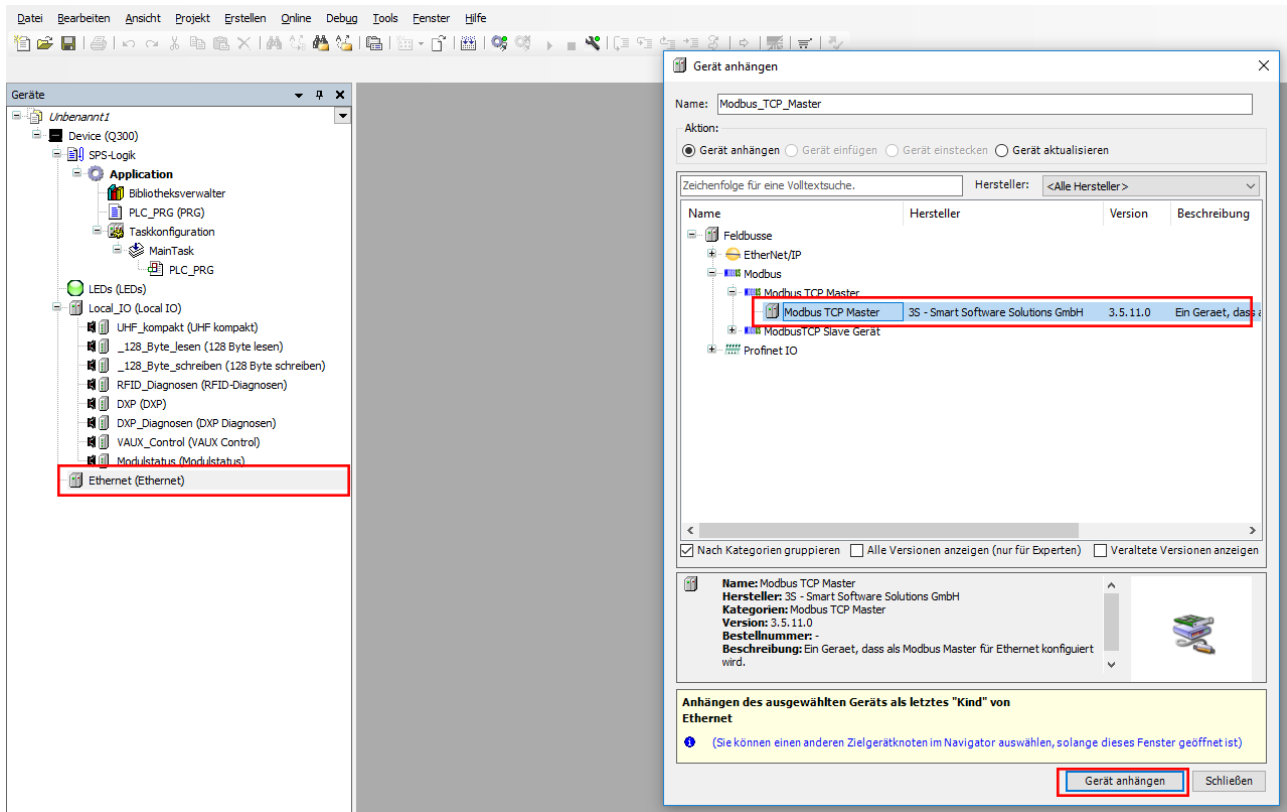 Datei Bearbeiten Ansicht Projekt Erstellen Online Debug Tools Fenster Hilfe
Geräte
Unbenannt1
Device (Q300)
SPS-Logik
Application
Bibliotheksverwalter
PLC_PRG (PRG)
Taskkonfiguration
MainTask
PLC_PRG
LEDs (LEDs)
Local_IO (Local IO)
UHF_kompakt (UHF kompakt)
_128_Byte_lesen (128 Byte lesen)
_128_Byte_schreiben (128 Byte schreiben)
RFID_Diagnosen (RFID-Diagnosen)
DXP (DXP)
DXP_Diagnosen (DXP Diagnosen)
VAUX_Control (VAUX Control)
Modulstatus (Modulstatus)
Ethernet (Ethernet)
Gerät anhängen
Name: Modbus_TCP_Master
Aktion:
Gerät anhängen Gerät einfügen Gerät einstecken Gerät aktualisieren
Zeichenfolge für eine Volltextsuche. Hersteller: <Alle Hersteller>
Name Hersteller Version Beschreibung
Feldbusse
EtherNet/IP
Modbus
Modbus TCP Master
Modbus TCP Master 3S - Smart Software Solutions GmbH 3.5.11.0 Ein Geraet, dass a
ModbusTCP Slave Gerät
Profinet IO
Nach Kategorien gruppieren Alle Versionen anzeigen (nur für Experten) Veraltete Versionen anzeigen
Name: Modbus TCP Master
Hersteller: 3S - Smart Software Solutions GmbH
Kategorien: Modbus TCP Master
Version: 3.5.11.0
Bestellnummer: -
Beschreibung: Ein Geraet, dass als Modbus Master für Ethernet konfiguiert
wird.
Anhängen des ausgewählten Geräts als letztes "Kind" von
Ethernet
(Sie können einen anderen Zielgerätknoten im Navigator auswählen, solange dieses Fenster geöffnet ist)
Gerät anhängen Schließen